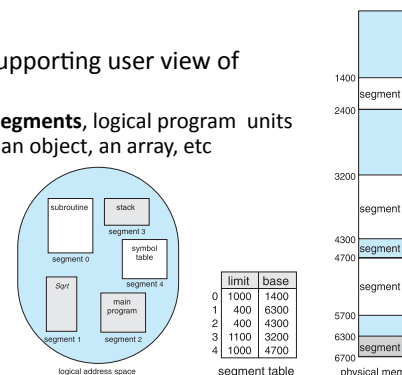 upporting user view of
egments, logical program units
an object, an array, etc
subroutine
stack
segment 3
segment 0
symbol
table
segment 4
Sqrt
main
program
segment 1
segment 2
logical address space
limit base
0 1000 1400
1 400 6300
2 400 4300
3 1100 3200
4 1000 4700
segment table
1400
segment
2400
3200
segment
4300
segment
4700
segment
5700
6300
segment
6700
physical mem